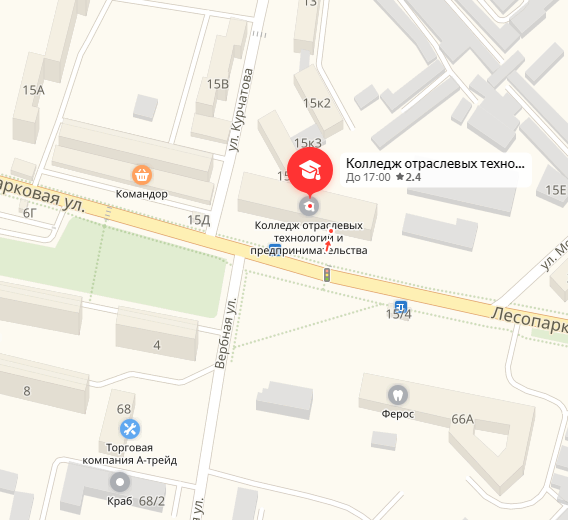 13
15А
15В
15к2
ул. Курчатова
15к3
Колледж отраслевых техно...
До 17:00 ★2.4
15
Командор
15Е
арковая ул.
6Г
15Д
Колледж отраслевых
технологий и
предпринимательства
ул. Мо
15/4
Лесопарк
Вербная ул.
4
8
68
Ферос
66А
Торговая
компания А-трейд
Краб
68/2
ул.